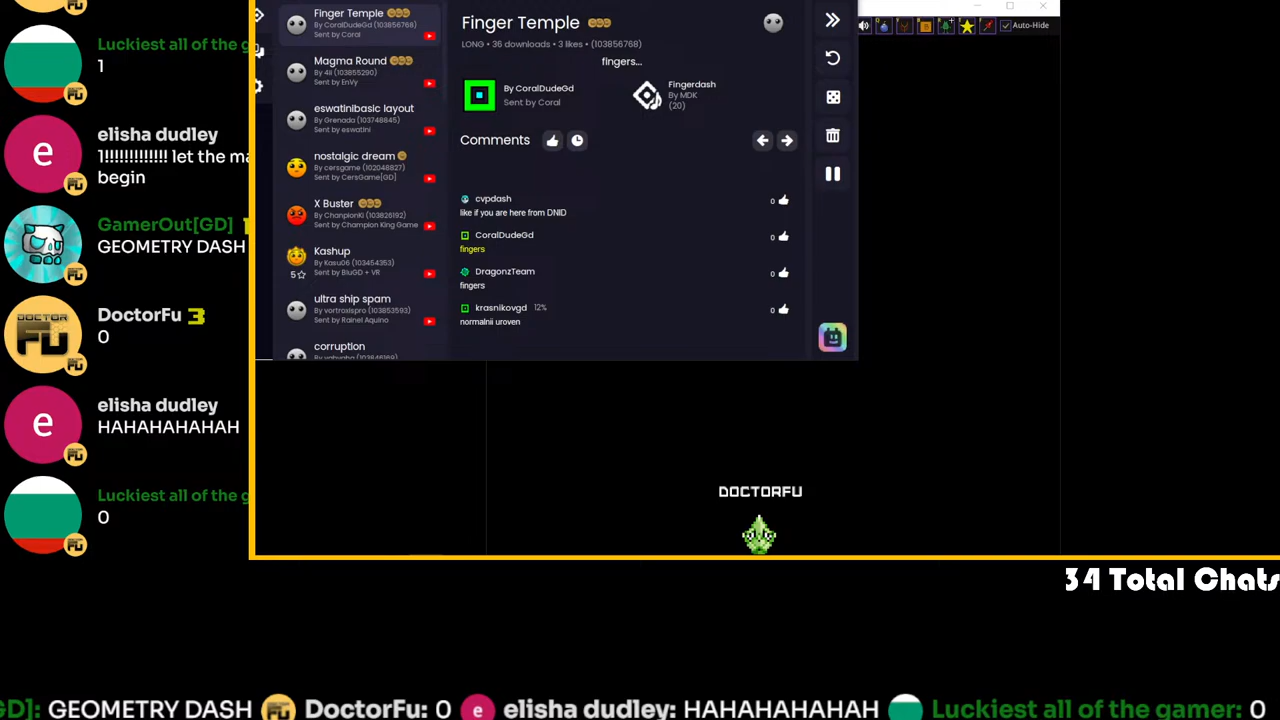 Luckiest all of the g
1
elisha dudley
1!!!!!!!!!!!!! let the ma
begin
GamerOut[GD]
GEOMETRY DASH
DoctorFu 3
0
elisha dudley
HAHAHAHAHAH
Luckiest all of the g
0
Finger Temple
By CoralDudeGd (103856768)
Sent by Coral
Magma Round
By 4il (103855290)
Sent by EnVy
eswatinibasic layout
By Grenada (103748845)
Sent by eswatini
nostalgic dream
By cersgame (102048827)
Sent by CersGame[GD]
X Buster
By ChanpionKi (103826192)
Sent by Champion King Game
Kashup
By Kasu06 (103454353)
5 Sent by BluGD + VR
ultra ship spam
By vortroxispro (103853593)
Sent by Rainel Aquino
corruption
Finger Temple
LONG • 36 downloads • 3 likes • (103856768)
fingers...
By CoralDudeGd
Sent by Coral
Fingerdash
By MDK
(20)
Comments
cvpdash
like if you are here from DNID
0
CoralDudeGd
fingers
0
DragonzTeam
fingers
0
krasnikovgd 12%
normalnii uroven
0
Auto-Hide
DOCTORFU
34 Total Chats
GD]: GEOMETRY DASH DoctorFu: 0 elisha dudley: HAHAHAHAHAH Luckiest all of the gamer: 0